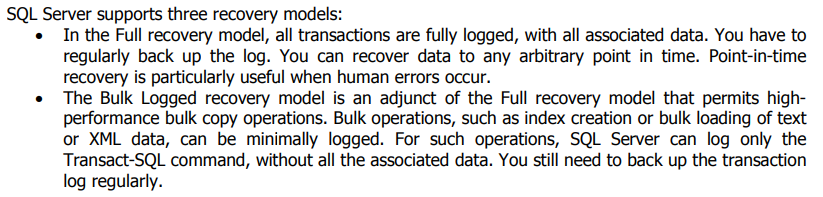 SQL Server supports three recovery models:
• In the Full recovery model, all transactions are fully logged, with all associated data. You have to
regularly back up the log. You can recover data to any arbitrary point in time. Point-in-time
recovery is particularly useful when human errors occur.
• The Bulk Logged recovery model is an adjunct of the Full recovery model that permits high-
performance bulk copy operations. Bulk operations, such as index creation or bulk loading of text
or XML data, can be minimally logged. For such operations, SQL Server can log only the
Transact-SQL command, without all the associated data. You still need to back up the transaction
log regularly.